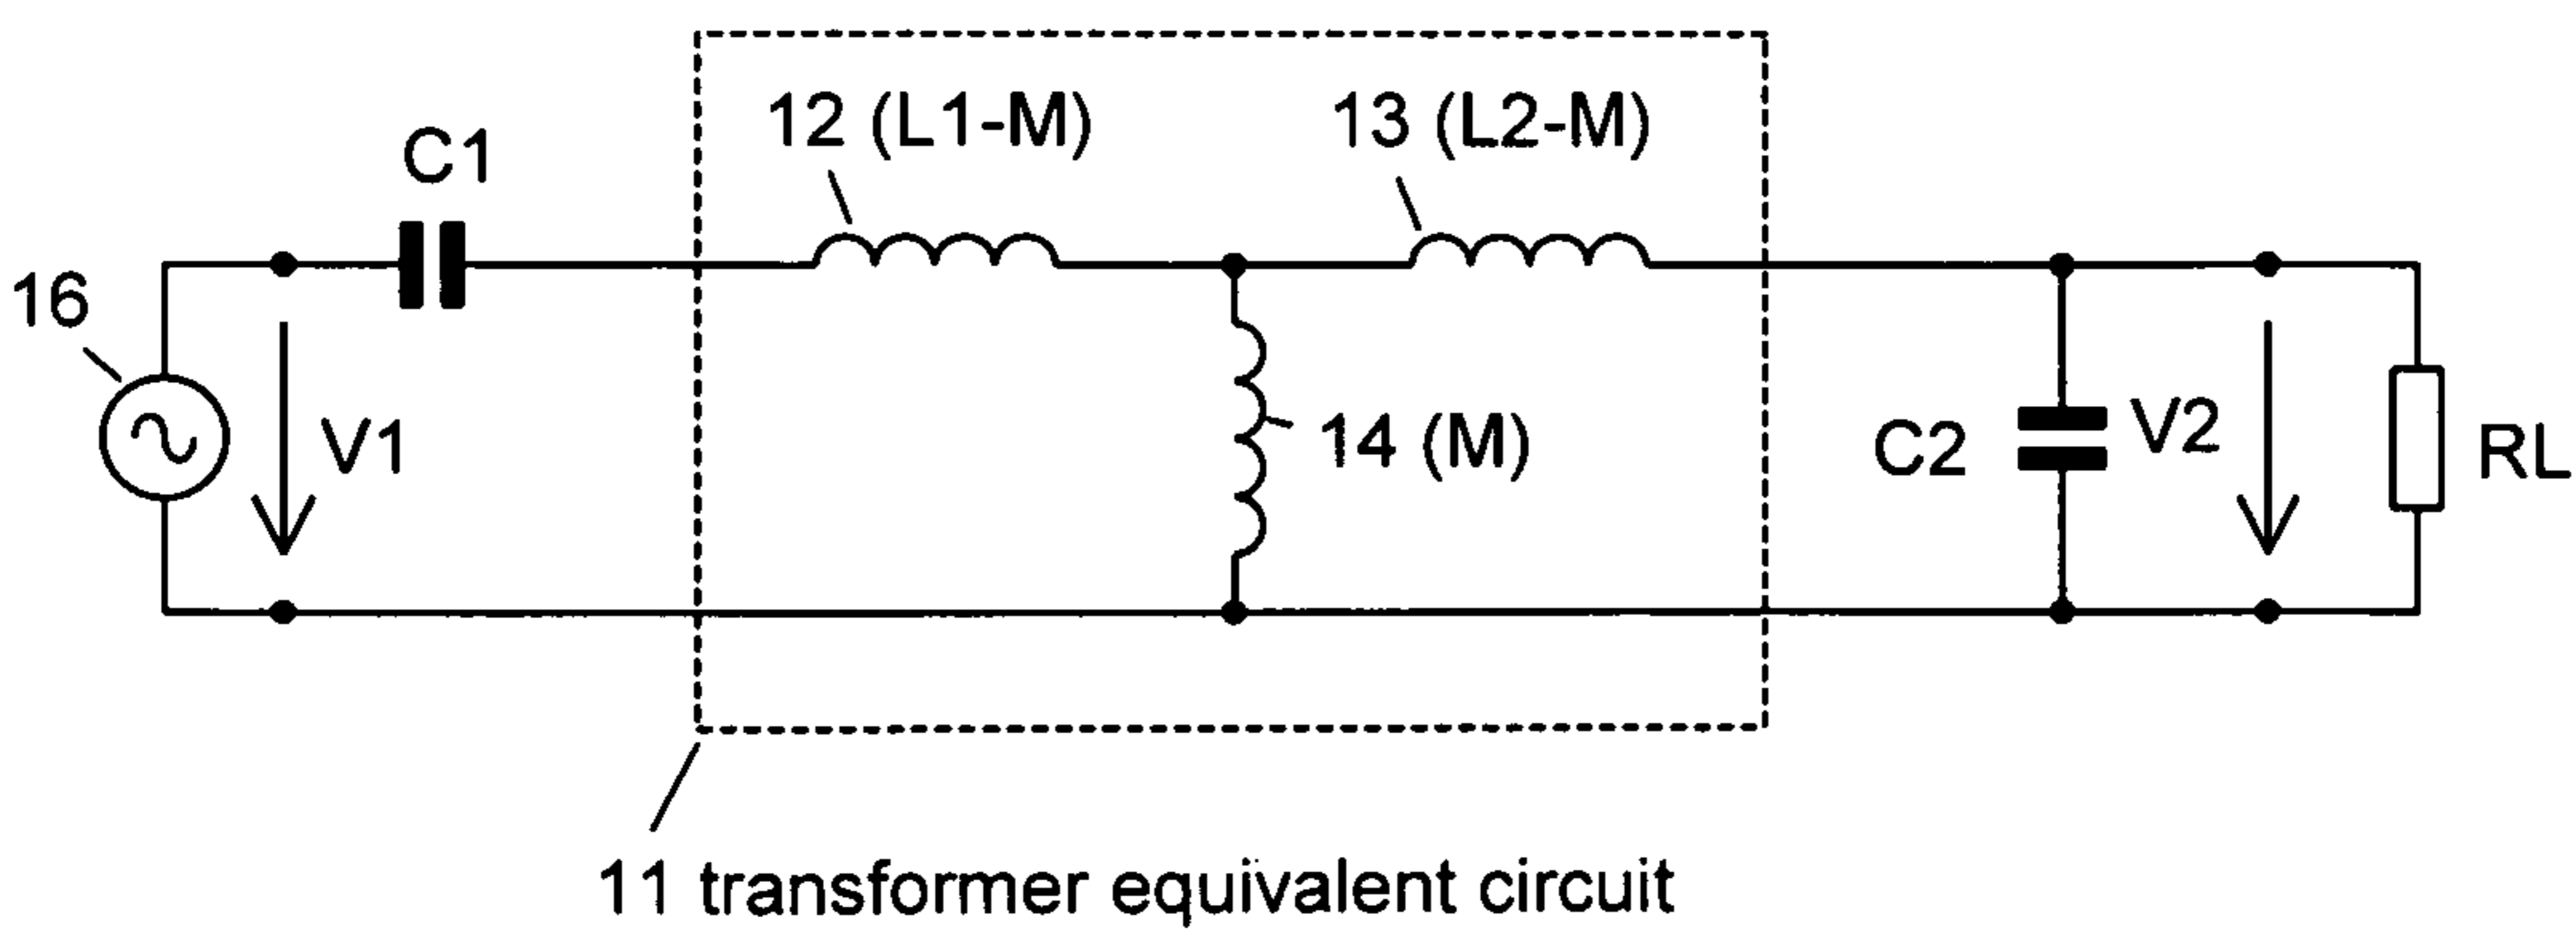 12 (L1-M)
13 (L2-M)
C1
16
V1
14 (M)
C2
V2
RL
11 transformer equivalent circuit